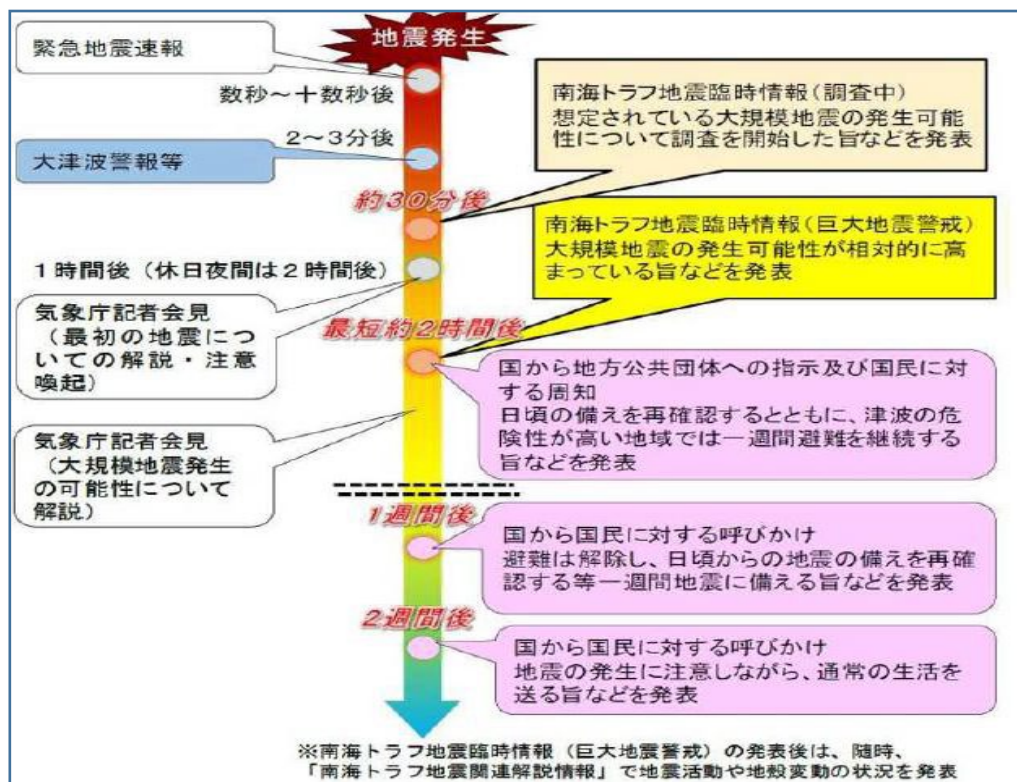 地震発生
緊急地震速報
数秒～十数秒後
2～3分後
大津波警報等
南海トラフ地震臨時情報（調査中）
想定されている大規模地震の発生可能
性について調査を開始した旨などを発表
約30分後
南海トラフ地震臨時情報（巨大地震警戒）
大規模地震の発生可能性が相対的に高
まっている旨などを発表
1時間後（休日夜間は2時間後）
気象庁記者会見
（最初の地震につ
いての解説・注意
喚起）
最短約2時間後
国から地方公共団体への指示及び国民に対
する周知
日頃の備えを再確認するとともに、津波の危
険性が高い地域では一週間避難を継続する
旨などを発表
気象庁記者会見
（大規模地震発生
の可能性について
解説）
1週間後
国から国民に対する呼びかけ
避難は解除し、日頃からの地震の備えを再確
認する等一週間地震に備える旨などを発表
2週間後
国から国民に対する呼びかけ
地震の発生に注意しながら、通常の生活を
送る旨などを発表
※南海トラフ地震臨時情報（巨大地震警戒）の発表後は、随時、
「南海トラフ地震関連解説情報」で地震活動や地殻変動の状況を発表